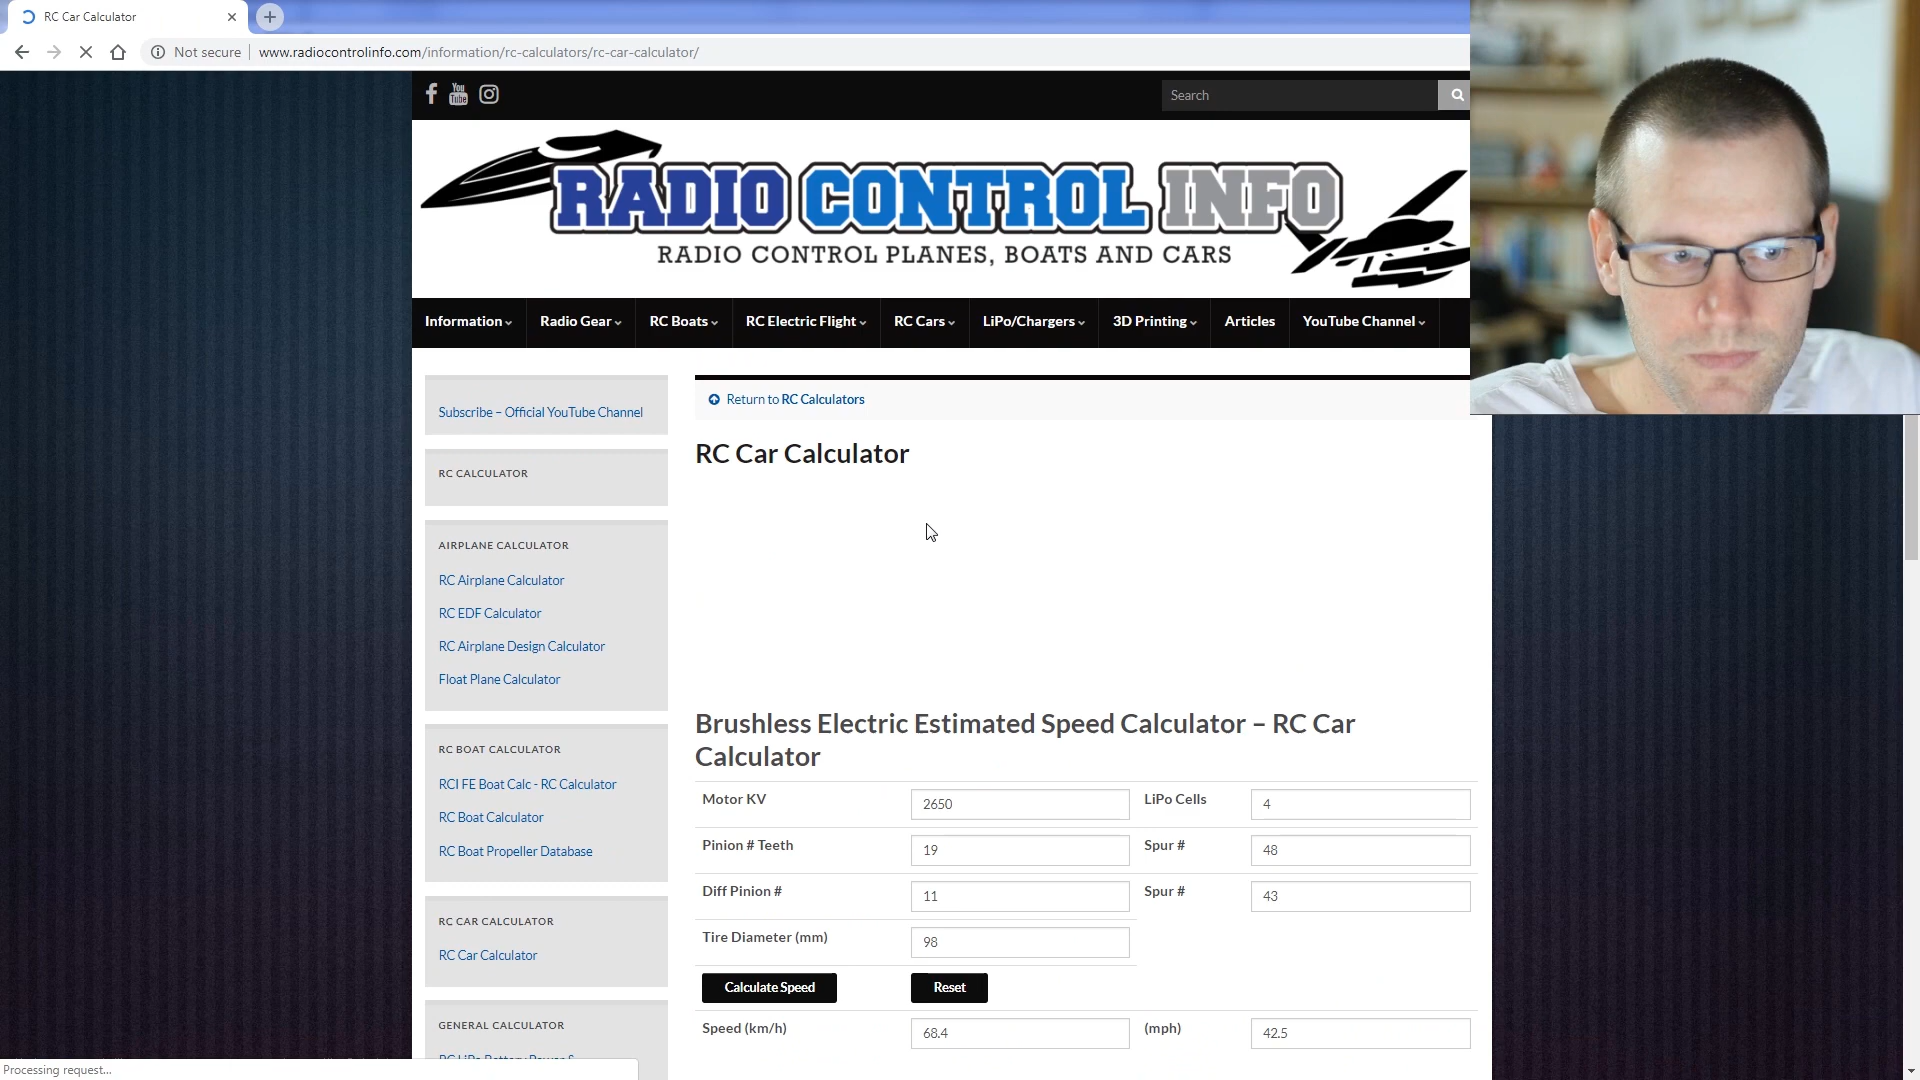 RC Car Calculator
Not secure www.radiocontrolinfo.com/information/rc-calculators/rc-car-calculator/
You
Tube
Search
RADIO CONTROL INFO
RADIO CONTROL PLANES, BOATS AND CARS
Information Radio Gear RC Boats RC Electric Flight RC Cars LiPo/Chargers 3D Printing Articles YouTube Channel
Subscribe – Official YouTube Channel
RC CALCULATOR
AIRPLANE CALCULATOR
RC Airplane Calculator
RC EDF Calculator
RC Airplane Design Calculator
Float Plane Calculator
RC BOAT CALCULATOR
RCI FE Boat Calc - RC Calculator
RC Boat Calculator
RC Boat Propeller Database
RC CAR CALCULATOR
RC Car Calculator
GENERAL CALCULATOR
Return to RC Calculators
RC Car Calculator
Brushless Electric Estimated Speed Calculator – RC Car
Calculator
Motor KV 2650 LiPo Cells 4
Pinion # Teeth 19 Spur # 48
Diff Pinion # 11 Spur # 43
Tire Diameter (mm) 98
Calculate Speed Reset
Speed (km/h) 68.4 (mph) 42.5
Processing request...